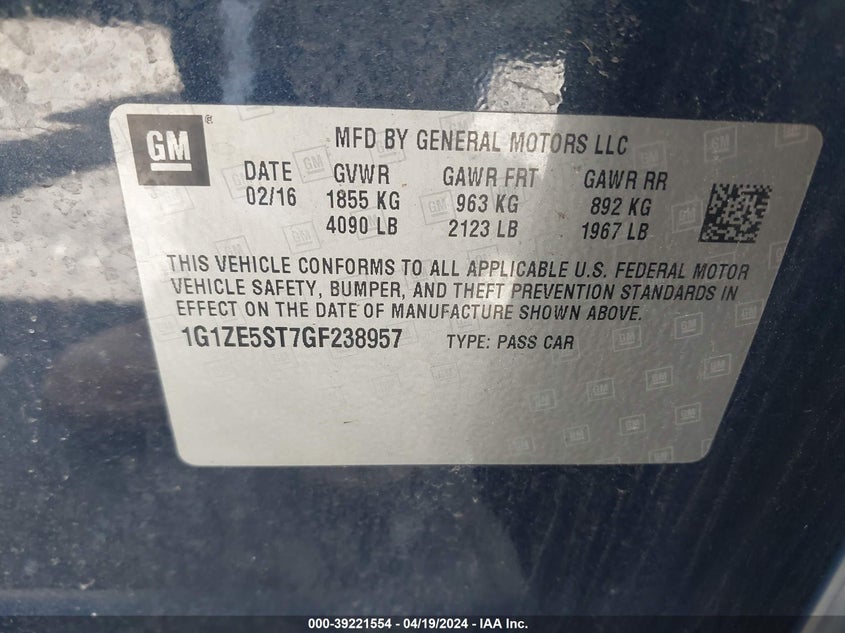 GM ®
MFD BY GENERAL MOTORS LLC
DATE GVWR GAWR FRT GAWR RR
02/16 1855 KG 963 KG 892 KG
4090 LB 2123 LB 1967 LB
THIS VEHICLE CONFORMS TO ALL APPLICABLE U.S. FEDERAL MOTOR
VEHICLE SAFETY, BUMPER, AND THEFT PREVENTION STANDARDS IN
EFFECT ON THE DATE OF MANUFACTURE SHOWN ABOVE.
1G1ZE5ST7GF238957 TYPE: PASS CAR
000-39221554 - 04/19/2024 - IAA Inc.